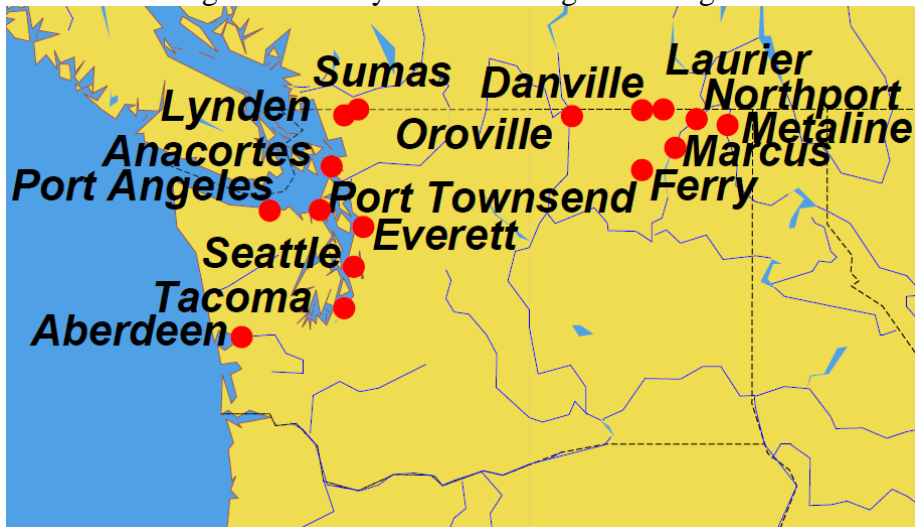 Sumas
Laurier
Danville
Lynden
Northport
Oroville
Metaline
Anacortes
Marcus
Port Angeles
Ferry
Port Townsend
Everett
Seattle
Tacoma
Aberdeen